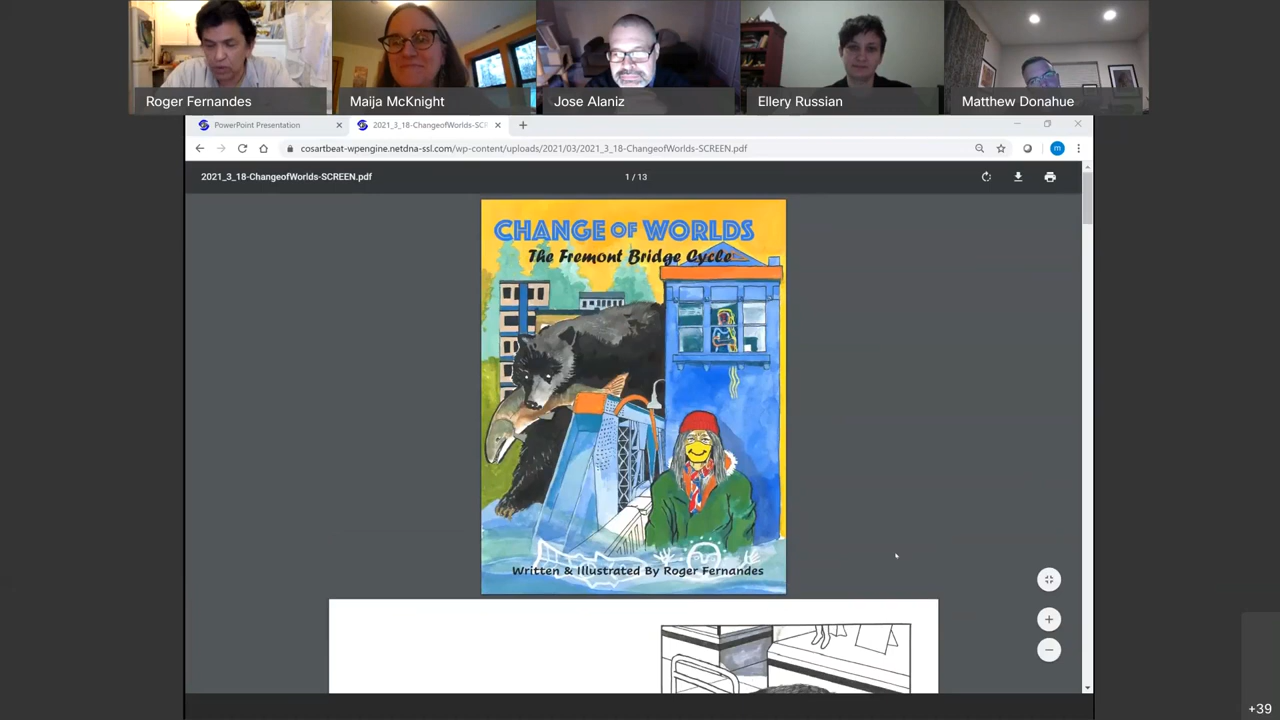 Roger Fernandes
Maija McKnight
Jose Alaniz
Ellery Russian
Matthew Donahue
PowerPoint Presentation
2021_3_18-ChangeofWorlds-SCR
cosartbeat-wpengine.netdna-ssl.com/wp-content/uploads/2021/03/2021_3_18-ChangeofWorlds-SCREEN.pdf
m
2021_3_18-ChangeofWorlds-SCREEN.pdf
1 / 13
CHANGE OF WORLDS
The Fremont Bridge Cycle
Written & Illustrated By Roger Fernandes
+39